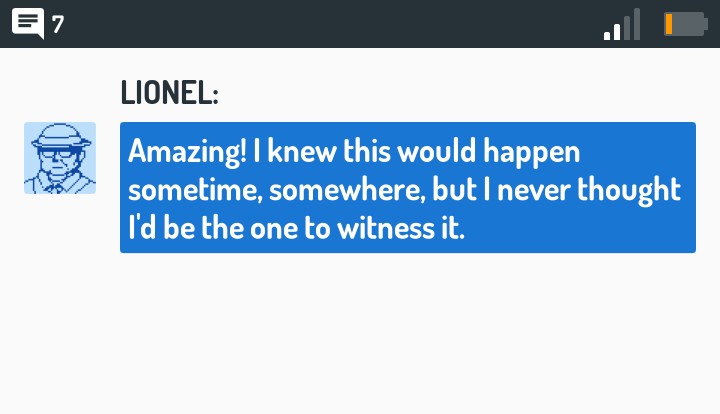 7
LIONEL:
Amazing! I knew this would happen
sometime, somewhere, but I never thought
I'd be the one to witness it.